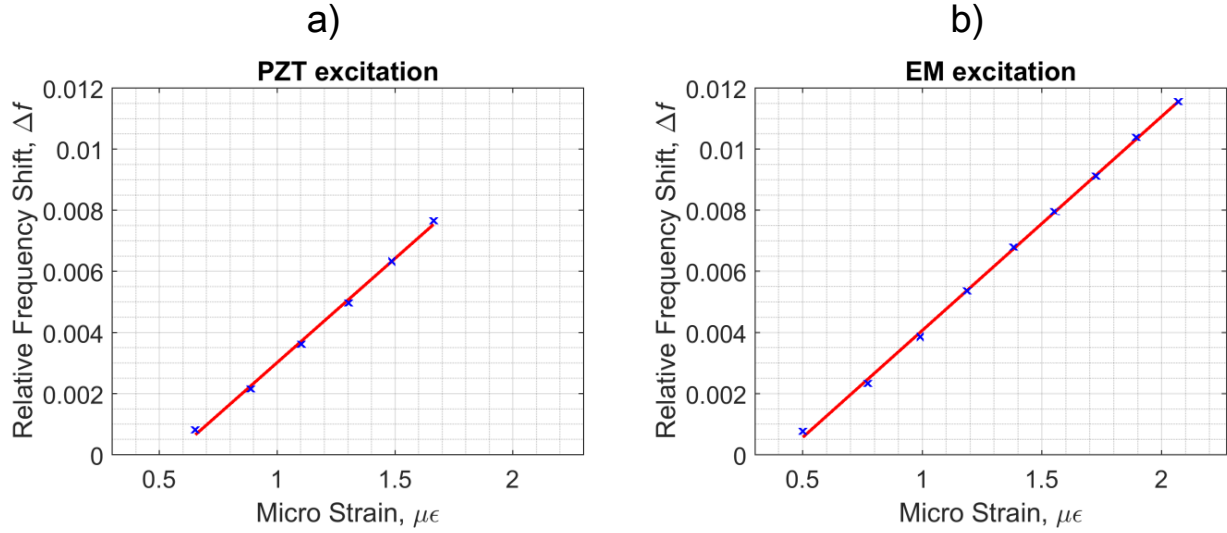 a)
PZT excitation
Relative Frequency Shift, Δf
0.012
0.01
0.008
0.006
0.004
0.002
0
0.5
1
1.5
2
Micro Strain, με
b)
EM excitation
Relative Frequency Shift, Δf
0.012
0.01
0.008
0.006
0.004
0.002
0
0.5
1
1.5
2
Micro Strain, με